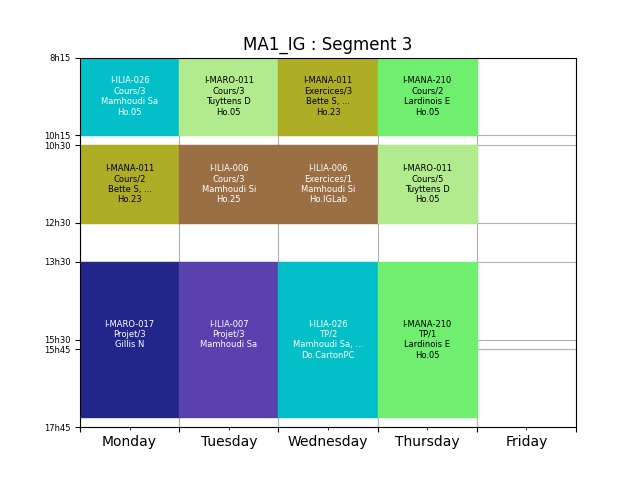 MA1_IG : Segment 3
8h15
I-ILIA-026
Cours/3
Mamhoudi Sa
Ho.05
I-MARO-011
Cours/3
Tuyttens D
Ho.05
I-MANA-011
Exercices/3
Bette S, ...
Ho.23
I-MANA-210
Cours/2
Lardinois E
Ho.05
10h15
10h30
I-MANA-011
Cours/2
Bette S, ...
Ho.23
I-ILIA-006
Cours/3
Mamhoudi Si
Ho.25
I-ILIA-006
Exercices/1
Mamhoudi Si
Ho.IGLab
I-MARO-011
Cours/5
Tuyttens D
Ho.05
12h30
13h30
I-MARO-017
Projet/3
Gillis N
I-ILIA-007
Projet/3
Mamhoudi Sa
I-ILIA-026
TP/2
Mamhoudi Sa, ...
Do.CartonPC
I-MANA-210
TP/1
Lardinois E
Ho.05
15h30
15h45
17h45
Monday
Tuesday
Wednesday
Thursday
Friday